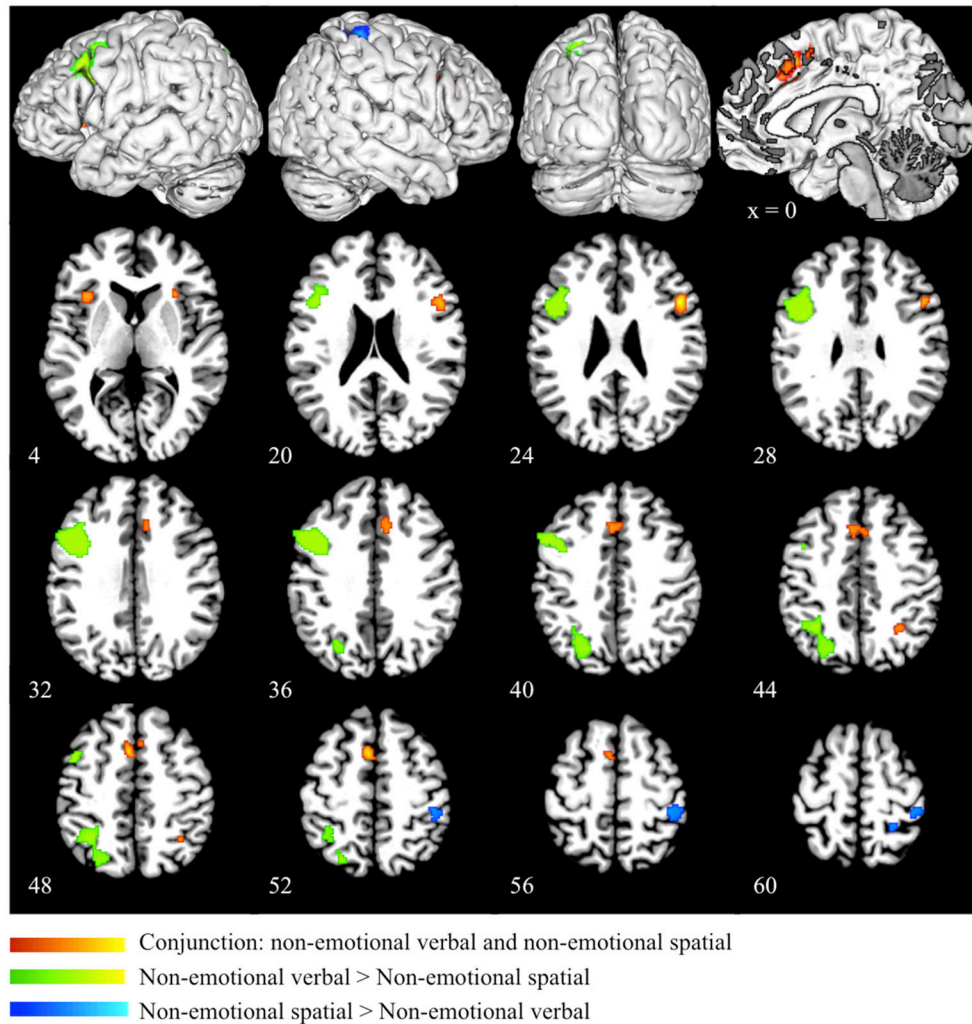 x = 0
4 20 24 28
32 36 40 44
48 52 56 60
Conjunction: non-emotional verbal and non-emotional spatial
Non-emotional verbal > Non-emotional spatial
Non-emotional spatial > Non-emotional verbal